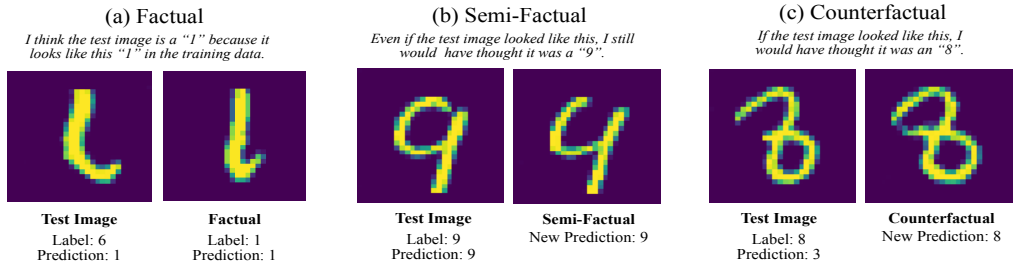 (a) Factual
I think the test image is a “1” because it
looks like this “1” in the training data.
Test Image
Label: 6
Prediction: 1
Factual
Label: 1
Prediction: 1
(b) Semi-Factual
Even if the test image looked like this, I still
would have thought it was a “9”.
Test Image
Label: 9
Prediction: 9
Semi-Factual
New Prediction: 9
(c) Counterfactual
If the test image looked like this, I
would have thought it was an “8”.
Test Image
Label: 8
Prediction: 3
Counterfactual
New Prediction: 8